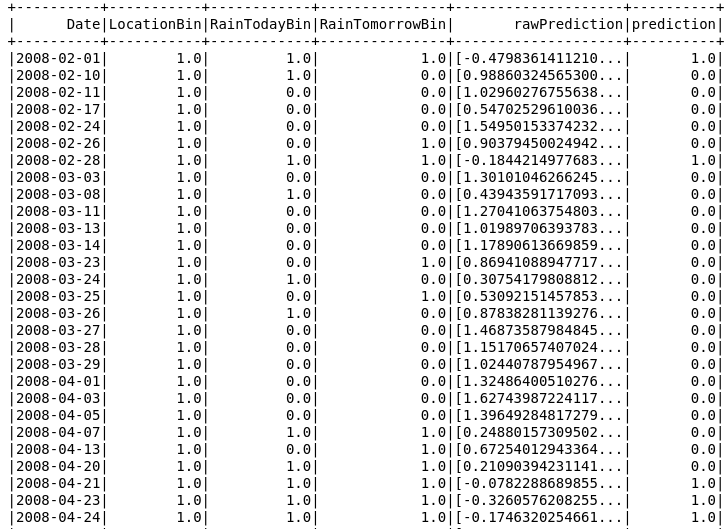 +----------+-----------+------------+---------------+--------------------+----------+
|      Date|LocationBin|RainTodayBin|RainTomorrowBin|       rawPrediction|prediction|
+----------+-----------+------------+---------------+--------------------+----------+
|2008-02-01|        1.0|         1.0|            1.0|[-0.4798361411210...|       1.0|
|2008-02-10|        1.0|         1.0|            0.0|[0.98860324565300...|       0.0|
|2008-02-11|        1.0|         0.0|            0.0|[1.02960276755638...|       0.0|
|2008-02-17|        1.0|         0.0|            0.0|[0.54702529610036...|       0.0|
|2008-02-24|        1.0|         0.0|            0.0|[1.54950153374232...|       0.0|
|2008-02-26|        1.0|         0.0|            1.0|[0.90379450024942...|       0.0|
|2008-02-28|        1.0|         1.0|            1.0|[-0.1844214977683...|       1.0|
|2008-03-03|        1.0|         0.0|            0.0|[1.30101046266245...|       0.0|
|2008-03-08|        1.0|         1.0|            0.0|[0.43943591717093...|       0.0|
|2008-03-11|        1.0|         0.0|            0.0|[1.27041063754803...|       0.0|
|2008-03-13|        1.0|         0.0|            0.0|[1.01989706393783...|       0.0|
|2008-03-14|        1.0|         0.0|            0.0|[1.17890613669859...|       0.0|
|2008-03-23|        1.0|         0.0|            1.0|[0.86941088947717...|       0.0|
|2008-03-24|        1.0|         1.0|            0.0|[0.30754179808812...|       0.0|
|2008-03-25|        1.0|         0.0|            1.0|[0.53092151457853...|       0.0|
|2008-03-26|        1.0|         1.0|            0.0|[0.87838281139276...|       0.0|
|2008-03-27|        1.0|         0.0|            0.0|[1.46873587984845...|       0.0|
|2008-03-28|        1.0|         0.0|            0.0|[1.15170657407024...|       0.0|
|2008-03-29|        1.0|         0.0|            0.0|[1.02440787954967...|       0.0|
|2008-04-01|        1.0|         0.0|            0.0|[1.32486400510276...|       0.0|
|2008-04-03|        1.0|         0.0|            0.0|[1.62743987224117...|       0.0|
|2008-04-05|        1.0|         0.0|            0.0|[1.39649284817279...|       0.0|
|2008-04-07|        1.0|         1.0|            1.0|[0.24880157309502...|       0.0|
|2008-04-13|        1.0|         0.0|            1.0|[0.67254012943364...|       0.0|
|2008-04-20|        1.0|         1.0|            1.0|[0.21090394231141...|       0.0|
|2008-04-21|        1.0|         1.0|            1.0|[-0.0782288689855...|       1.0|
|2008-04-23|        1.0|         1.0|            1.0|[-0.3260576208255...|       1.0|
|2008-04-24|        1.0|         1.0|            1.0|[-0.1746320254661...|       1.0|